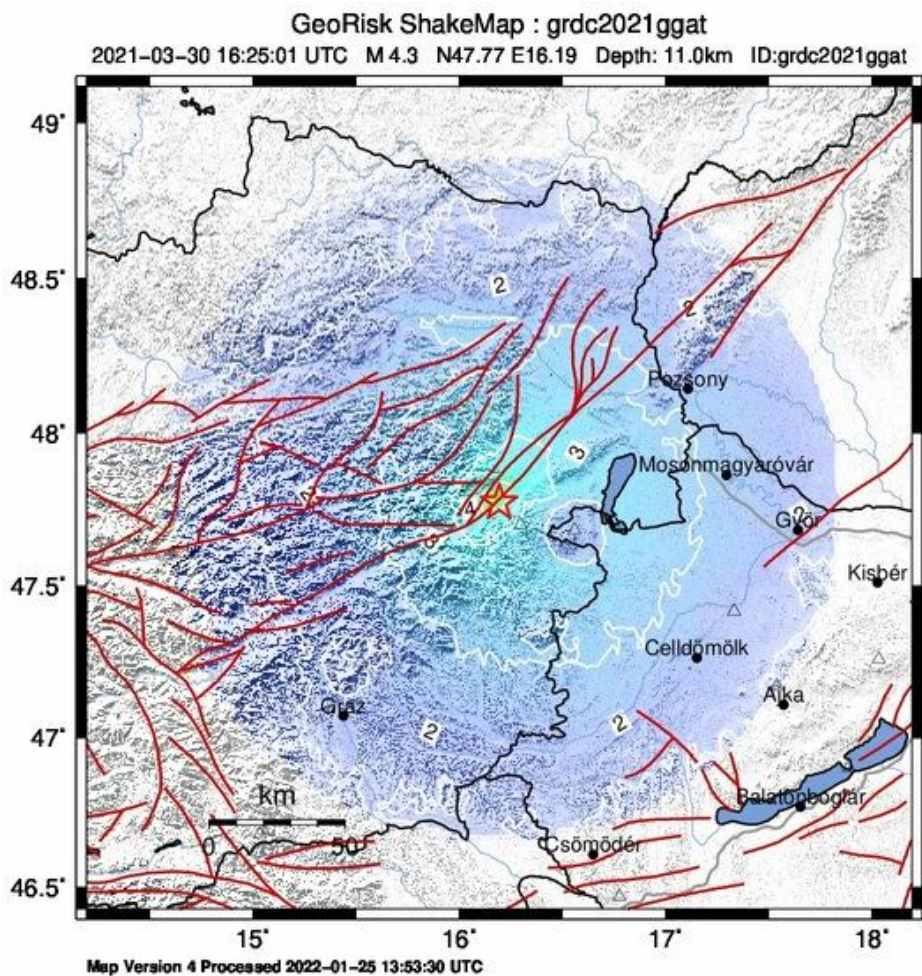 GeoRisk ShakeMap : grdc2021ggat
2021-03-30 16:25:01 UTC M 4.3 N47.77 E16.19 Depth: 11.0km ID:grdc2021ggat
49°
48.5°
2
2
Pozsony
48°
3
Mosonmagyaróvár
4
4
2
Győr
47.5°
Kisbér
Celldömölk
Ajka
Graz
47°
2
2
km
0 50
Balatonboglár
Csömödér
46.5°
15° 16° 17° 18°
Map Version 4 Processed 2022-01-25 13:53:30 UTC